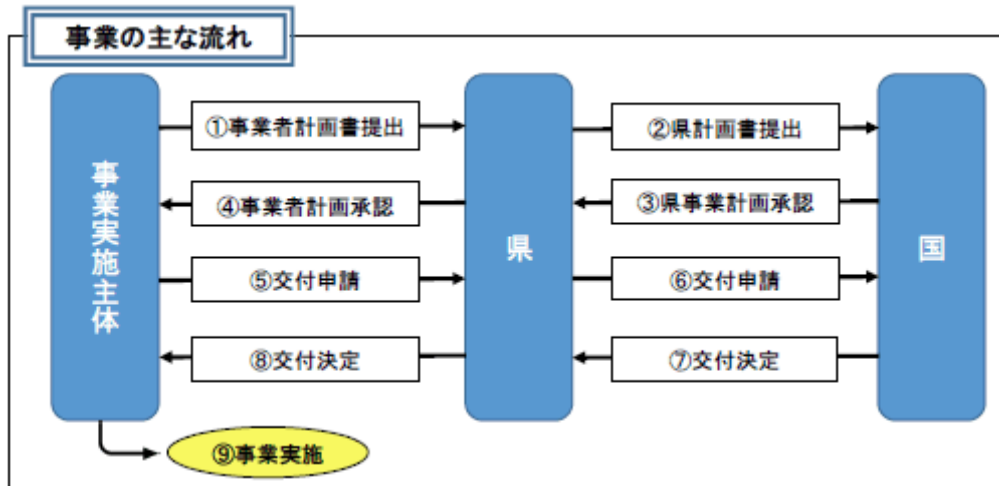 事業の主な流れ
事業実施主体
県
国
①事業者計画書提出
②県計画書提出
④事業者計画承認
③県事業計画承認
⑤交付申請
⑥交付申請
⑧交付決定
⑦交付決定
⑨事業実施